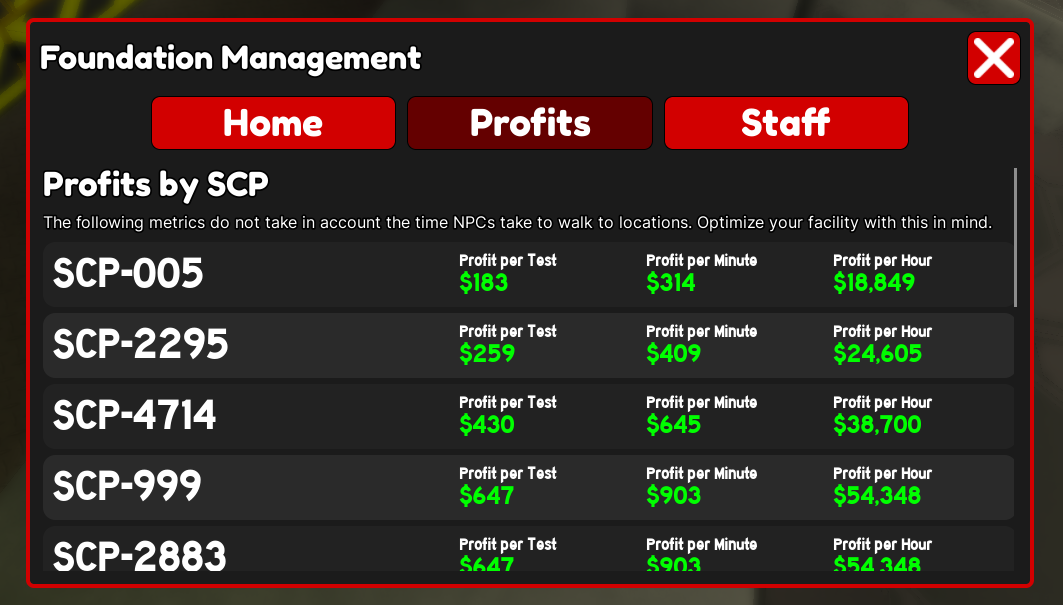 Foundation Management
Home Profits Staff
Profits by SCP
The following metrics do not take in account the time NPCs take to walk to locations. Optimize your facility with this in mind.
SCP-005
Profit per Test Profit per Minute Profit per Hour
$183 $314 $18,849
SCP-2295
Profit per Test Profit per Minute Profit per Hour
$259 $409 $24,605
SCP-4714
Profit per Test Profit per Minute Profit per Hour
$430 $645 $38,700
SCP-999
Profit per Test Profit per Minute Profit per Hour
$647 $903 $54,348
SCP-2883
Profit per Test Profit per Minute Profit per Hour
$647 $903 $54,348